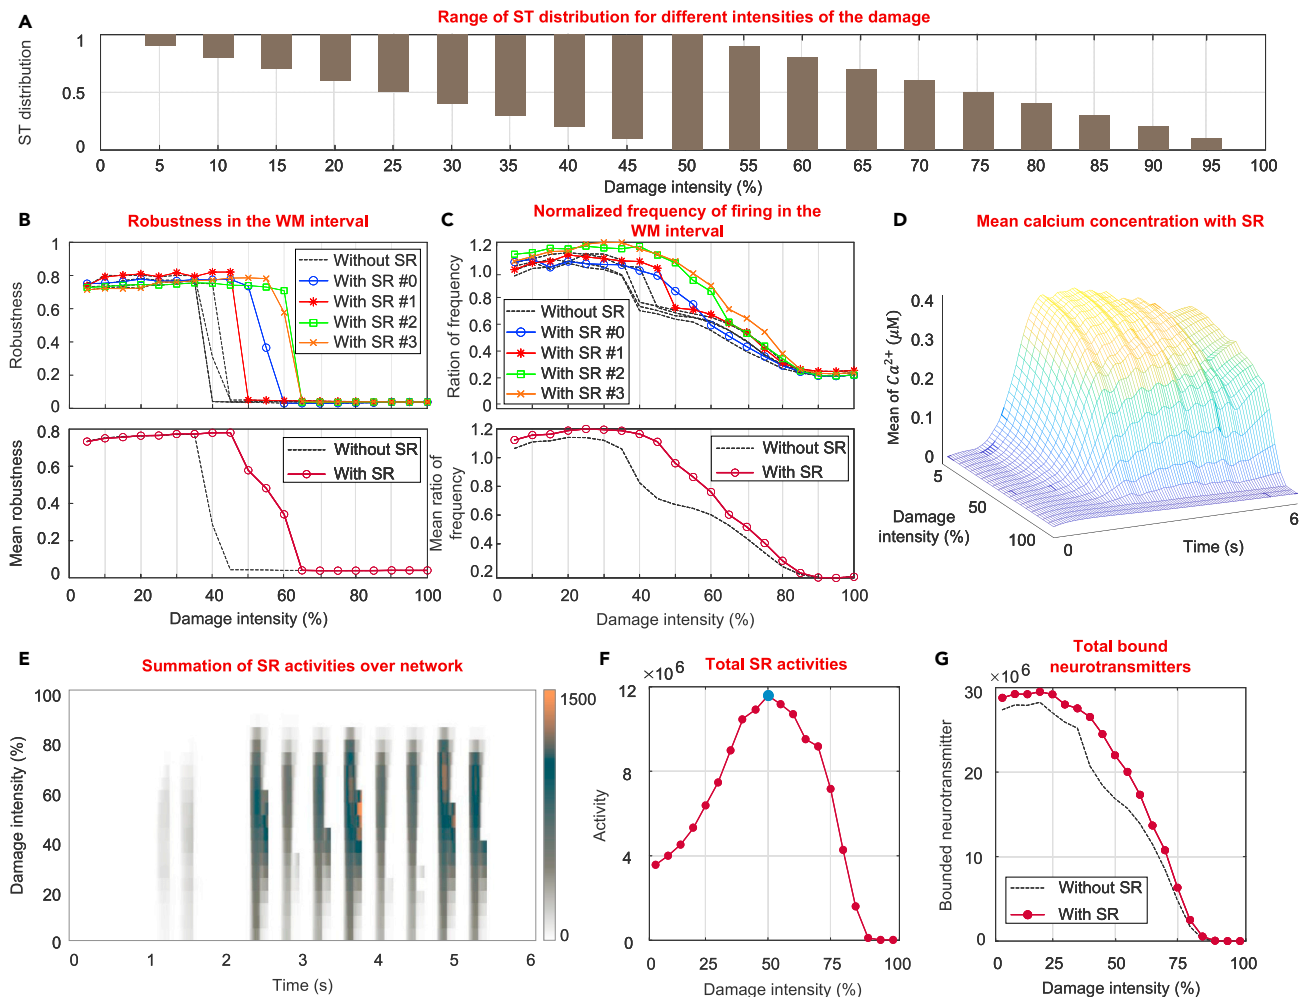 A
Range of ST distribution for different intensities of the damage
ST distribution
1
0.5
0
0 5 10 15 20 25 30 35 40 45 50 55 60 65 70 75 80 85 90 95 100
Damage intensity (%)
B
Robustness in the WM interval
Robustness
1
0.8
0.6
0.4
0.2
0
Without SR
With SR #0
With SR #1
With SR #2
With SR #3
Mean robustness
0.8
0.6
0.4
0.2
0
Without SR
With SR
0 20 40 60 80 100
Damage intensity (%)
C
Normalized frequency of firing in the
WM interval
Ration of frequency
1.2
1.2
1.0
0.8
0.6
0.4
0.2
Without SR
With SR #0
With SR #1
With SR #2
With SR #3
Mean ratio of
frequency
1.2
1.0
0.8
0.6
0.4
0.2
Without SR
With SR
0 20 40 60 80 100
Damage intensity (%)
D
Mean calcium concentration with SR
Mean of Ca²⁺ (μM)
0.4
0.3
0.2
0.1
0
5
50
100
Damage
intensity (%)
0
6
Time (s)
E
Summation of SR activities over network
Damage intensity (%)
100
80
60
40
20
0
0 1 2 3 4 5 6
Time (s)
1500
0
F
Total SR activities
×10⁶
Activity
12
8
4
0
0 25 50 75 100
Damage intensity (%)
G
Total bound
neurotransmitters
×10⁶
Bounded neurotransmitter
30
20
10
0
Without SR
With SR
0 25 50 75 100
Damage intensity (%)